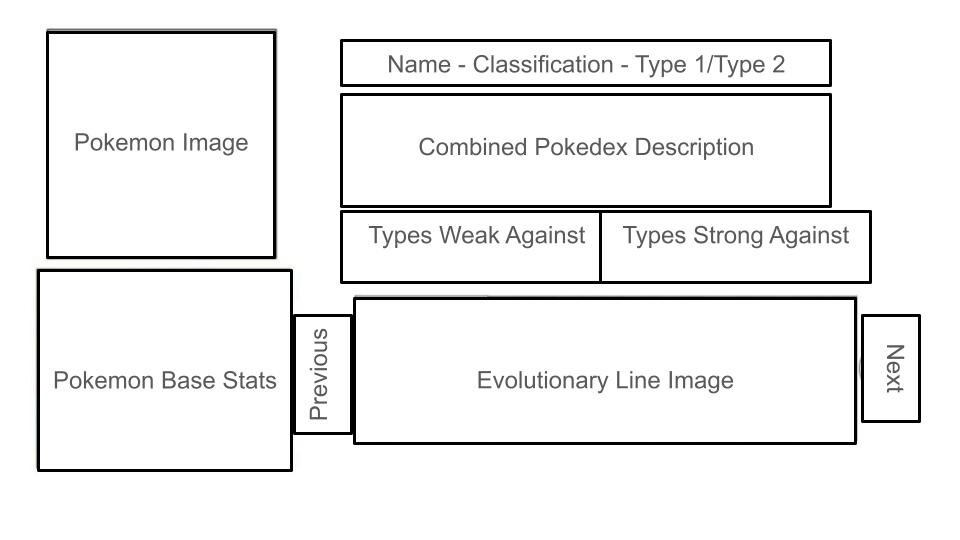 Pokemon Image
Name - Classification - Type 1/Type 2
Combined Pokedex Description
Types Weak Against
Types Strong Against
Pokemon Base Stats
Previous
Evolutionary Line Image
Next